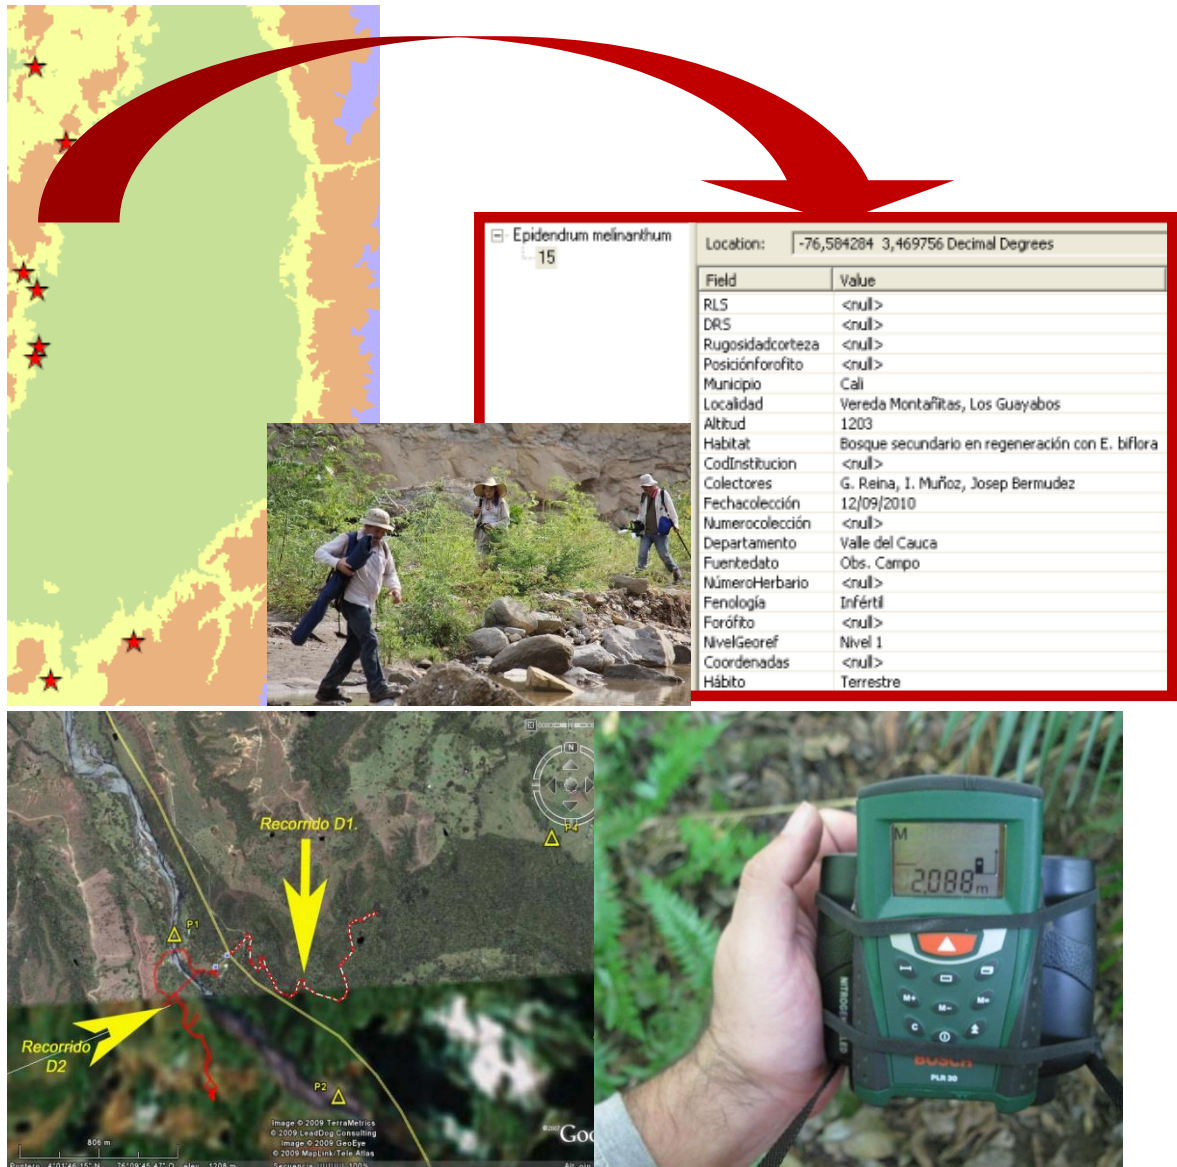 Epidendrum melinanthum
15
Location: -76,584284 3,469756 Decimal Degrees
Field Value
RLS <null>
DRS <null>
Rugosidadcorteza <null>
Posiciónforofito <null>
Municipio Cali
Localidad Vereda Montañitas, Los Guayabos
Altitud 1203
Habitat Bosque secundario en regeneración con E. biflora
CodInstitucion <null>
Colectores G. Reina, I. Muñoz, Josep Bermudez
Fechacolección 12/09/2010
Numerocolección <null>
Departamento Valle del Cauca
Fuentedato Obs. Campo
NúmeroHerbario <null>
Fenología Infértil
Forófito <null>
NivelGeoref Nivel 1
Coordenadas <null>
Hábito Terrestre
N
Recorrido D1.
P4
P1
Recorrido
D2
P2
Image © 2009 TerraMetrics
© 2009 LeadDog Consulting
Image © 2009 GeoEye
© 2009 MapLink/Tele Atlas
©2007 Goo
806 m
M
2,088 m
M+
M-
M=
C
BOSCH
PLR 30